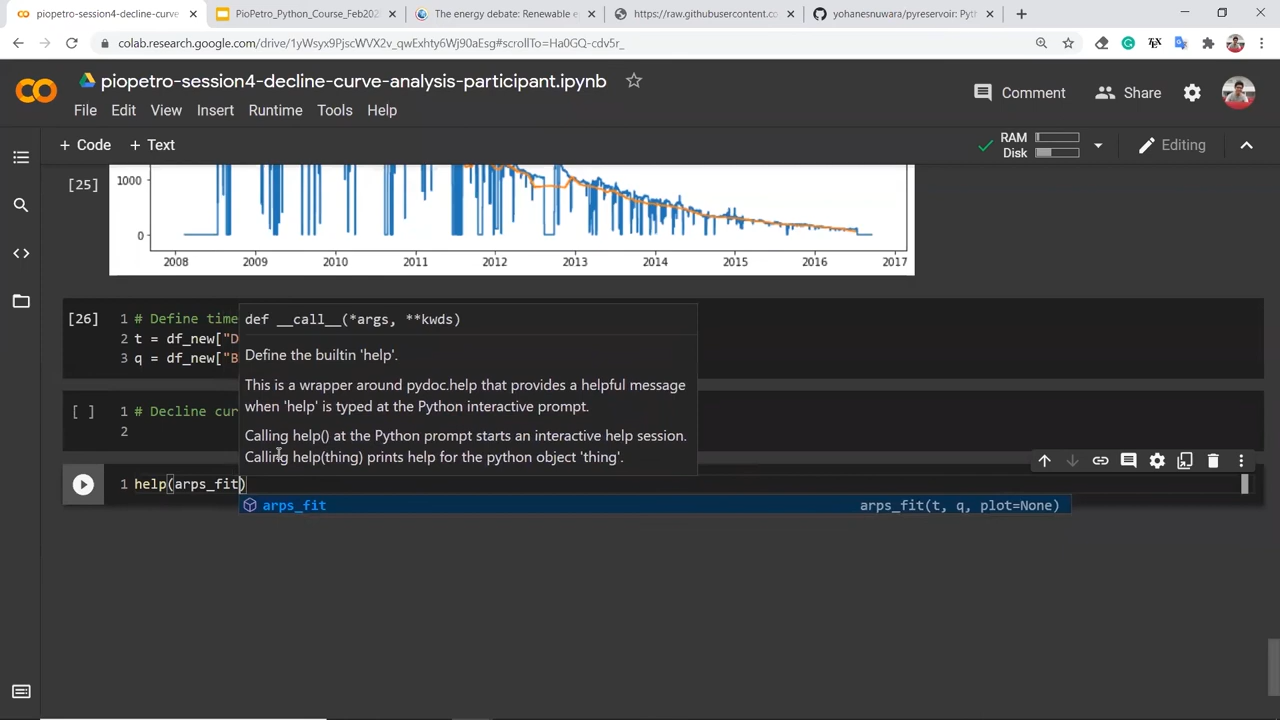 piopetro-session4-decline-curve-
PioPetro_Python_Course_Feb202
The energy debate: Renewable e
https://raw.githubusercontent.co
yohanesnuwara/pyreservoir: Pyth
colab.research.google.com/drive/1yWsyx9PjscWVX2v_qwExhty6Wj90aEsg#scrollTo=Ha0GQ-cdv5r_
piopetro-session4-decline-curve-analysis-participant.ipynb
File Edit View Insert Runtime Tools Help
Comment
Share
+ Code + Text
RAM
Disk
Editing
[25]
1000
0
2008 2009 2010 2011 2012 2013 2014 2015 2016 2017
[26]
1 # Define time
2 t = df_new["D
3 q = df_new["B
def __call__(*args, **kwds)
Define the builtin 'help'.
This is a wrapper around pydoc.help that provides a helpful message
when 'help' is typed at the Python interactive prompt.
Calling help() at the Python prompt starts an interactive help session.
Calling help(thing) prints help for the python object 'thing'.
[ ]
1 # Decline cur
2
1 help(arps_fit)
arps_fit arps_fit(t, q, plot=None)